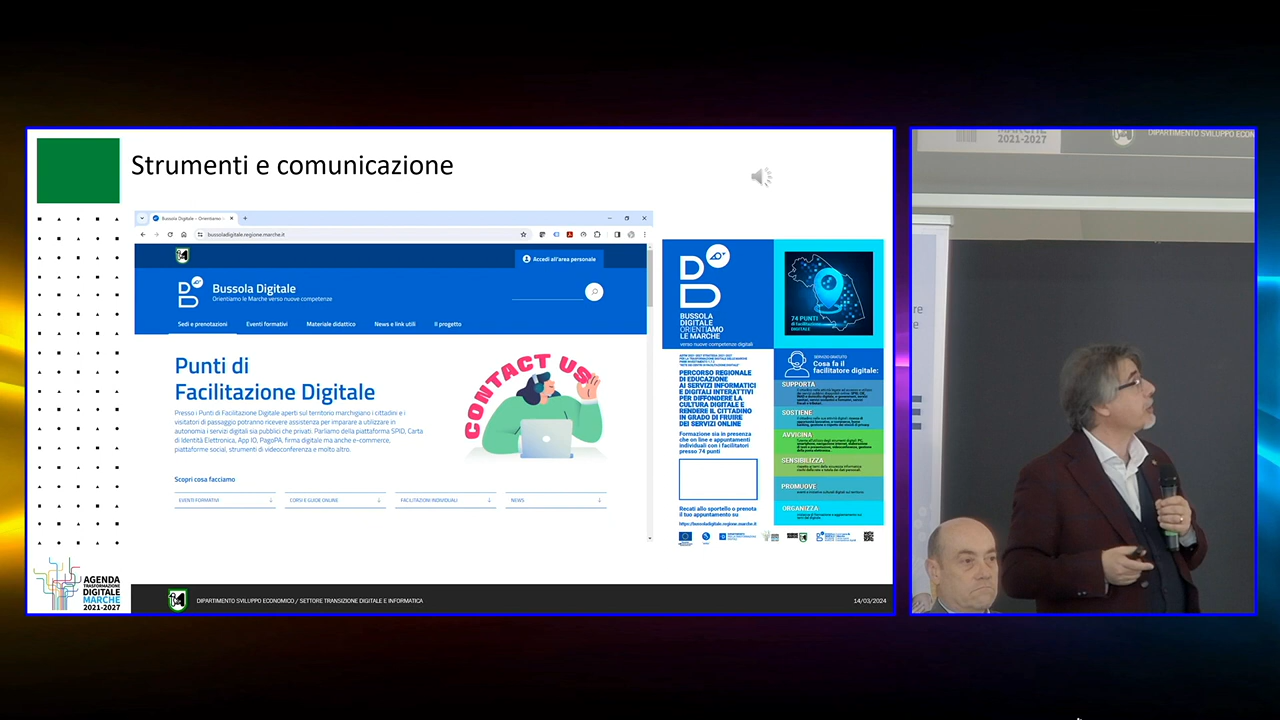 Strumenti e comunicazione
Bussola Digitale - Orientiamo
bussoladigitale.regione.marche.it
Accedi all'area personale
Bussola Digitale
Orientiamo le Marche verso nuove competenze
Sedi e prenotazioni
Eventi formativi
Materiale didattico
News e link utili
Il progetto
Punti di
Facilitazione Digitale
Presso i Punti di Facilitazione Digitale aperti sul territorio marchigiano i cittadini e i
visitatori di passaggio potranno ricevere assistenza per imparare a utilizzare in
autonomia i servizi digitali sia pubblici che privati. Parliamo della piattaforma SPID, Carta
di Identità Elettronica, App IO, PagoPA, firma digitale ma anche e-commerce,
piattaforme social, strumenti di videoconferenza e molto altro.
CONTACT US
Scopri cosa facciamo
EVENTI FORMATIVI
CORSI E GUIDE ONLINE
FACILITAZIONI INDIVIDUALI
NEWS
BUSSOLA
DIGITALE
ORIENTIAMO
LE MARCHE
verso nuove competenze digitali
74 PUNTI
di facilitazione
DIGITALE
PERCORSO REGIONALE
DI EDUCAZIONE
AI SERVIZI INFORMATICI
E DIGITALI INTERATTIVI
PER DIFFONDERE LA
CULTURA DIGITALE E
RENDERE IL CITTADINO
IN GRADO DI FRUIRE
DEI SERVIZI ONLINE
Formazione sia in presenza
che on line e appuntamenti
individuali con i facilitatori
presso 74 punti
Recati allo sportello o prenota
il tuo appuntamento su
https://bussoladigitale.regione.marche.it
SERVIZIO GRATUITO
Cosa fa il
facilitatore digitale:
SUPPORTA
SOSTIENE
AVVICINA
SENSIBILIZZA
PROMUOVE
ORGANIZZA
AGENDA
TRASFORMAZIONE
DIGITALE
MARCHE
2021-2027
DIPARTIMENTO SVILUPPO ECONOMICO / SETTORE TRANSIZIONE DIGITALE E INFORMATICA
14/03/2024
MARCHE
2021-2027
DIPARTIMENTO SVILUPPO ECON